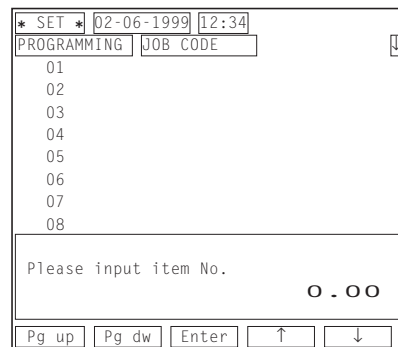 * SET * 02-06-1999 12:34
PROGRAMMING JOB CODE ↓
01
02
03
04
05
06
07
08
Please input item No.
0.00
Pg up Pg dw Enter ↑ ↓